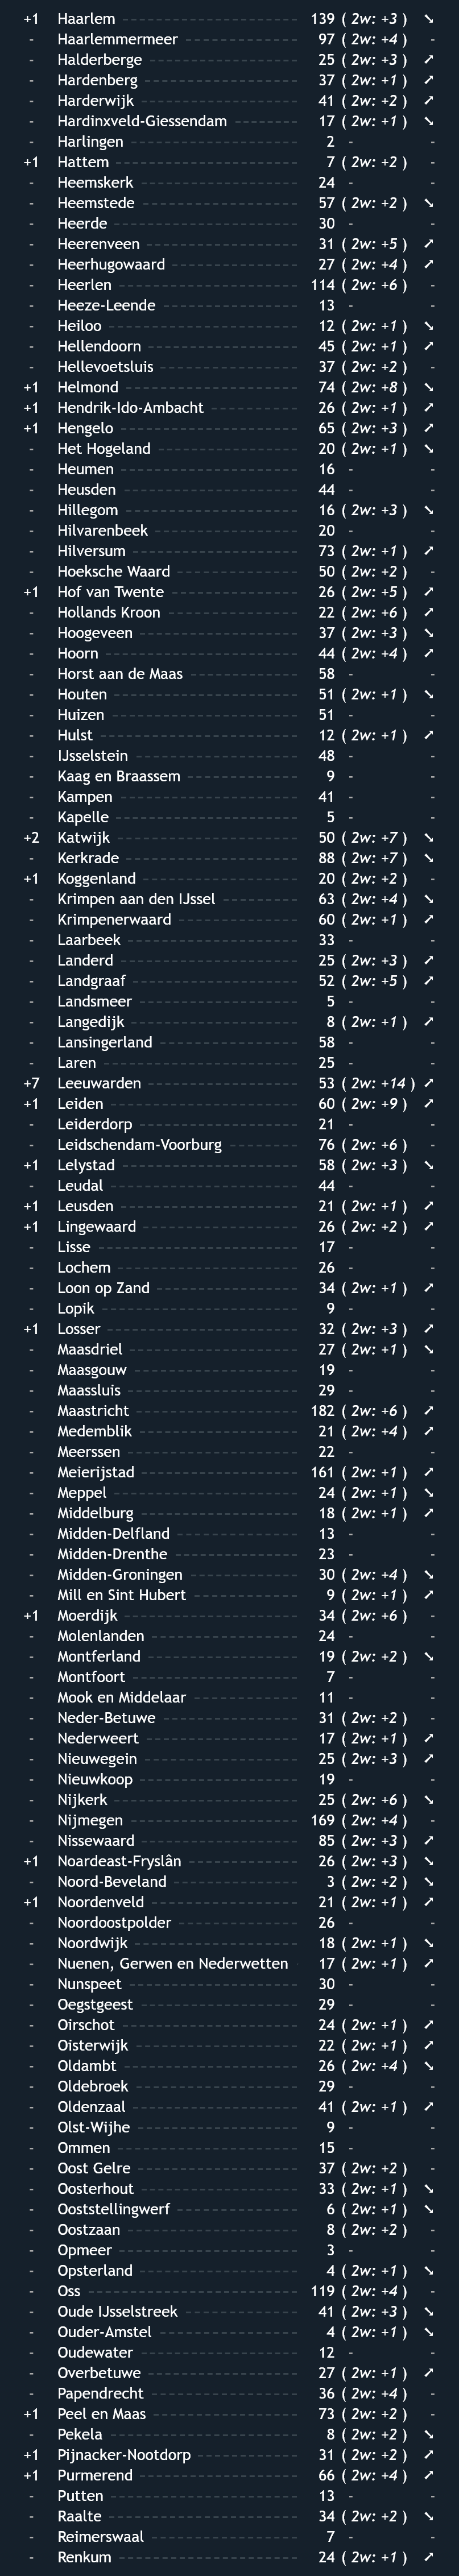 +1 Haarlem 139 ( 2w: +3 ) ➘
- Haarlemmermeer 97 ( 2w: +4 ) -
- Halderberge 25 ( 2w: +3 ) ➚
- Hardenberg 37 ( 2w: +1 ) ➚
- Harderwijk 41 ( 2w: +2 ) ➚
- Hardinxveld-Giessendam 17 ( 2w: +1 ) ➘
- Harlingen 2 - -
+1 Hattem 7 ( 2w: +2 ) -
- Heemskerk 24 - -
- Heemstede 57 ( 2w: +2 ) ➘
- Heerde 30 - -
- Heerenveen 31 ( 2w: +5 ) ➚
- Heerhugowaard 27 ( 2w: +4 ) ➚
- Heerlen 114 ( 2w: +6 ) -
- Heeze-Leende 13 - -
- Heiloo 12 ( 2w: +1 ) ➘
- Hellendoorn 45 ( 2w: +1 ) ➚
- Hellevoetsluis 37 ( 2w: +2 ) -
+1 Helmond 74 ( 2w: +8 ) ➘
+1 Hendrik-Ido-Ambacht 26 ( 2w: +1 ) ➚
+1 Hengelo 65 ( 2w: +3 ) ➚
- Het Hogeland 20 ( 2w: +1 ) ➘
- Heumen 16 - -
- Heusden 44 - -
- Hillegom 16 ( 2w: +3 ) ➘
- Hilvarenbeek 20 - -
- Hilversum 73 ( 2w: +1 ) ➚
- Hoeksche Waard 50 ( 2w: +2 ) -
+1 Hof van Twente 26 ( 2w: +5 ) ➚
- Hollands Kroon 22 ( 2w: +6 ) ➚
- Hoogeveen 37 ( 2w: +3 ) ➘
- Hoorn 44 ( 2w: +4 ) ➚
- Horst aan de Maas 58 - -
- Houten 51 ( 2w: +1 ) ➘
- Huizen 51 - -
- Hulst 12 ( 2w: +1 ) ➚
- IJsselstein 48 - -
- Kaag en Braassem 9 - -
- Kampen 41 - -
- Kapelle 5 - -
+2 Katwijk 50 ( 2w: +7 ) ➘
- Kerkrade 88 ( 2w: +7 ) ➘
+1 Koggenland 20 ( 2w: +2 ) -
- Krimpen aan den IJssel 63 ( 2w: +4 ) ➘
- Krimpenerwaard 60 ( 2w: +1 ) ➚
- Laarbeek 33 - -
- Landerd 25 ( 2w: +3 ) ➚
- Landgraaf 52 ( 2w: +5 ) ➚
- Landsmeer 5 - -
- Langedijk 8 ( 2w: +1 ) ➚
- Lansingerland 58 - -
- Laren 25 - -
+7 Leeuwarden 53 ( 2w: +14 ) ➚
+1 Leiden 60 ( 2w: +9 ) ➚
- Leiderdorp 21 - -
- Leidschendam-Voorburg 76 ( 2w: +6 ) -
+1 Lelystad 58 ( 2w: +3 ) ➘
- Leudal 44 - -
+1 Leusden 21 ( 2w: +1 ) ➚
+1 Lingewaard 26 ( 2w: +2 ) ➚
- Lisse 17 - -
- Lochem 26 - -
- Loon op Zand 34 ( 2w: +1 ) ➚
- Lopik 9 - -
+1 Losser 32 ( 2w: +3 ) ➚
- Maasdriel 27 ( 2w: +1 ) ➘
- Maasgouw 19 - -
- Maassluis 29 - -
- Maastricht 182 ( 2w: +6 ) ➚
- Medemblik 21 ( 2w: +4 ) ➚
- Meerssen 22 - -
- Meierijstad 161 ( 2w: +1 ) ➚
- Meppel 24 ( 2w: +1 ) ➘
- Middelburg 18 ( 2w: +1 ) ➚
- Midden-Delfland 13 - -
- Midden-Drenthe 23 - -
- Midden-Groningen 30 ( 2w: +4 ) ➘
- Mill en Sint Hubert 9 ( 2w: +1 ) ➚
+1 Moerdijk 34 ( 2w: +6 ) -
- Molenlanden 24 - -
- Montferland 19 ( 2w: +2 ) ➘
- Montfoort 7 - -
- Mook en Middelaar 11 - -
- Neder-Betuwe 31 ( 2w: +2 ) -
- Nederweert 17 ( 2w: +1 ) ➚
- Nieuwegein 25 ( 2w: +3 ) ➚
- Nieuwkoop 19 - -
- Nijkerk 25 ( 2w: +6 ) ➘
- Nijmegen 169 ( 2w: +4 ) -
- Nissewaard 85 ( 2w: +3 ) ➚
+1 Noardeast-Fryslân 26 ( 2w: +3 ) ➘
- Noord-Beveland 3 ( 2w: +2 ) ➘
+1 Noordenveld 21 ( 2w: +1 ) ➚
- Noordoostpolder 26 - -
- Noordwijk 18 ( 2w: +1 ) ➘
- Nuenen, Gerwen en Nederwetten 17 ( 2w: +1 ) ➚
- Nunspeet 30 - -
- Oegstgeest 29 - -
- Oirschot 24 ( 2w: +1 ) ➚
- Oisterwijk 22 ( 2w: +1 ) ➚
- Oldambt 26 ( 2w: +4 ) ➘
- Oldebroek 29 - -
- Oldenzaal 41 ( 2w: +1 ) ➚
- Olst-Wijhe 9 - -
- Ommen 15 - -
- Oost Gelre 37 ( 2w: +2 ) -
- Oosterhout 33 ( 2w: +1 ) ➘
- Ooststellingwerf 6 ( 2w: +1 ) ➘
- Oostzaan 8 ( 2w: +2 ) -
- Opmeer 3 - -
- Opsterland 4 ( 2w: +1 ) ➘
- Oss 119 ( 2w: +4 ) -
- Oude IJsselstreek 41 ( 2w: +3 ) ➘
- Ouder-Amstel 4 ( 2w: +1 ) ➘
- Oudewater 12 - -
- Overbetuwe 27 ( 2w: +1 ) ➚
- Papendrecht 36 ( 2w: +4 ) -
+1 Peel en Maas 73 ( 2w: +2 ) -
- Pekela 8 ( 2w: +2 ) ➘
+1 Pijnacker-Nootdorp 31 ( 2w: +2 ) ➚
+1 Purmerend 66 ( 2w: +4 ) ➚
- Putten 13 - -
- Raalte 34 ( 2w: +2 ) ➘
- Reimerswaal 7 - -
- Renkum 24 ( 2w: +1 ) ➚